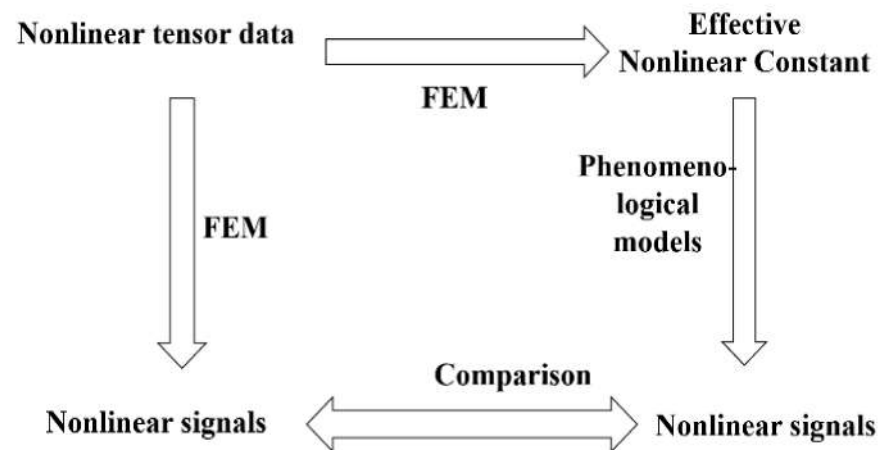 Nonlinear tensor data
Effective
Nonlinear Constant
FEM
Phenomeno-
logical
models
FEM
Comparison
Nonlinear signals
Nonlinear signals